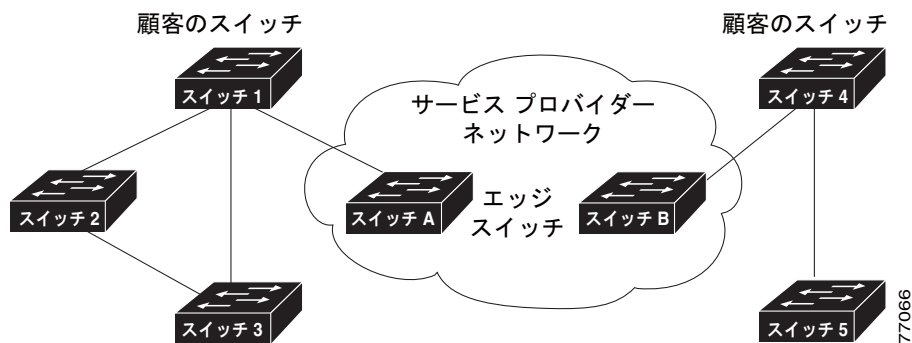 顧客のスイッチ
顧客のスイッチ
スイッチ 1
スイッチ 4
サービス プロバイダー
ネットワーク
スイッチ 2
スイッチ A
エッジ
スイッチ
スイッチ B
スイッチ 3
スイッチ 5
77066